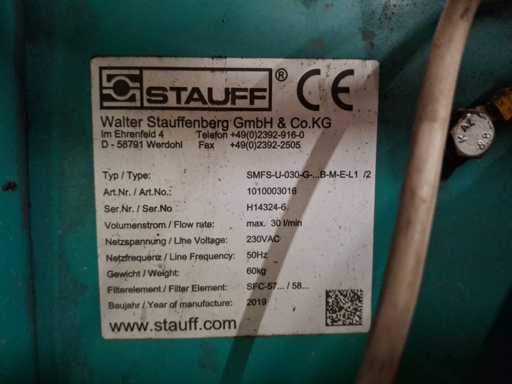 STAUFF® CE
Walter Stauffenberg GmbH & Co.KG
Im Ehrenfeld 4 Telefon +49(0)2392-916-0
D - 58791 Werdohl Fax +49(0)2392-2505
Typ / Type: SMFS-U-030-G-...B-M-E-L1 /2
Art.Nr. / Art.No.: 1010003016
Ser.Nr. / Ser.No H14324-6.
Volumenstrom / Flow rate: max. 30 l/min
Netzspannung / Line Voltage: 230VAC
Netzfrequenz / Line Frequency: 50Hz
Gewicht / Weight: 60kg
Filterelement / Filter Element: SFC-57... / 58...
Baujahr / Year of manufacture: 2019
www.stauff.com
8.8